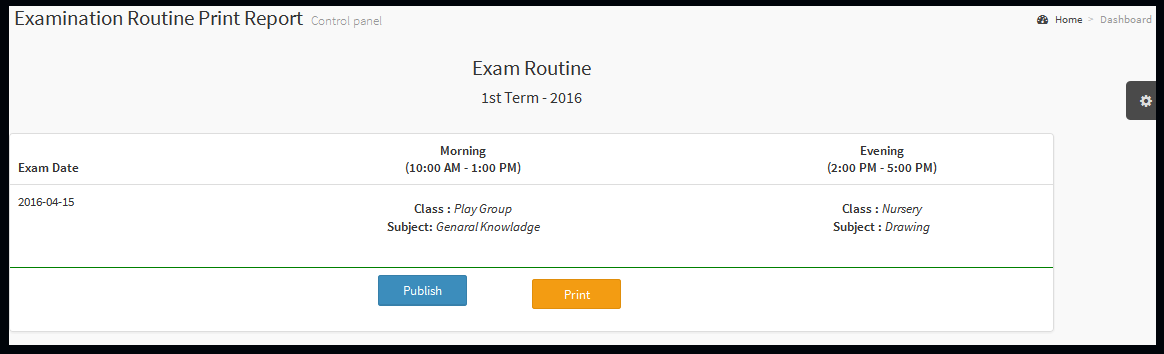 Examination Routine Print Report Control panel
Home > Dashboard
Exam Routine
1st Term - 2016
Exam Date
Morning
(10:00 AM - 1:00 PM)
Evening
(2:00 PM - 5:00 PM)
2016-04-15
Class : Play Group
Subject: Genaral Knowladge
Class : Nursery
Subject : Drawing
Publish
Print